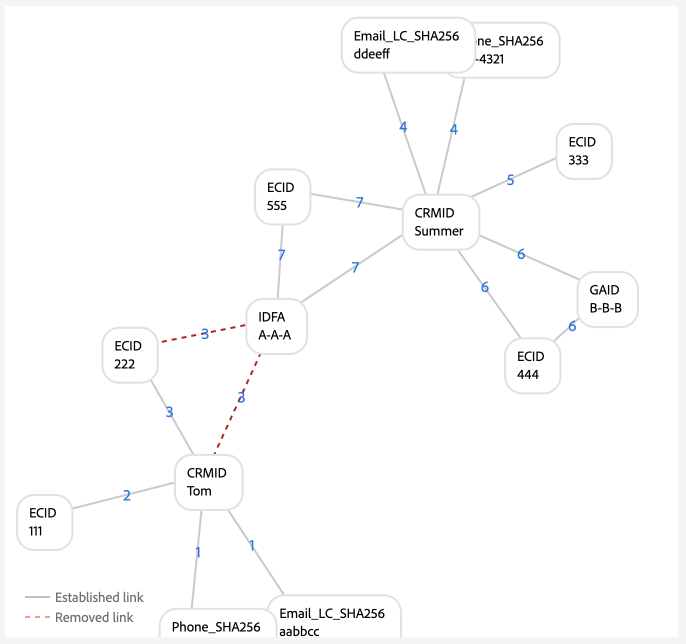 Email_LC_SHA256
ddeeff
ne_SHA256
-4321
4
4
ECID
333
5
ECID
555
7
CRMID
Summer
7
7
6
6
GAID
B-B-B
6
IDFA
A-A-A
3
ECID
222
ECID
444
3
3
CRMID
Tom
2
ECID
111
1
1
Established link
Removed link
Phone_SHA256
Email_LC_SHA256
aabbcc